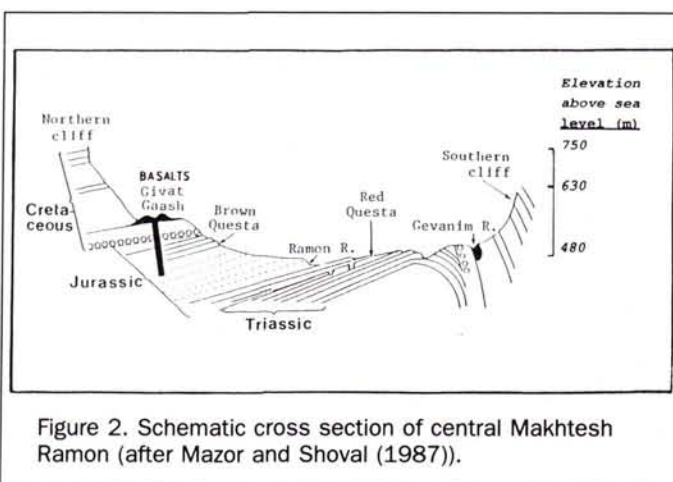 Elevation
above sea
level (m)
750
630
480
Northern
cliff
BASALTS
Givat
Gaash
Creta-
ceous
Brown
Questa
Jurassic
Ramon R.
Red
Questa
Triassic
Gevanim R.
Southern
cliff
Figure 2. Schematic cross section of central Makhtesh
Ramon (after Mazor and Shoval (1987)).